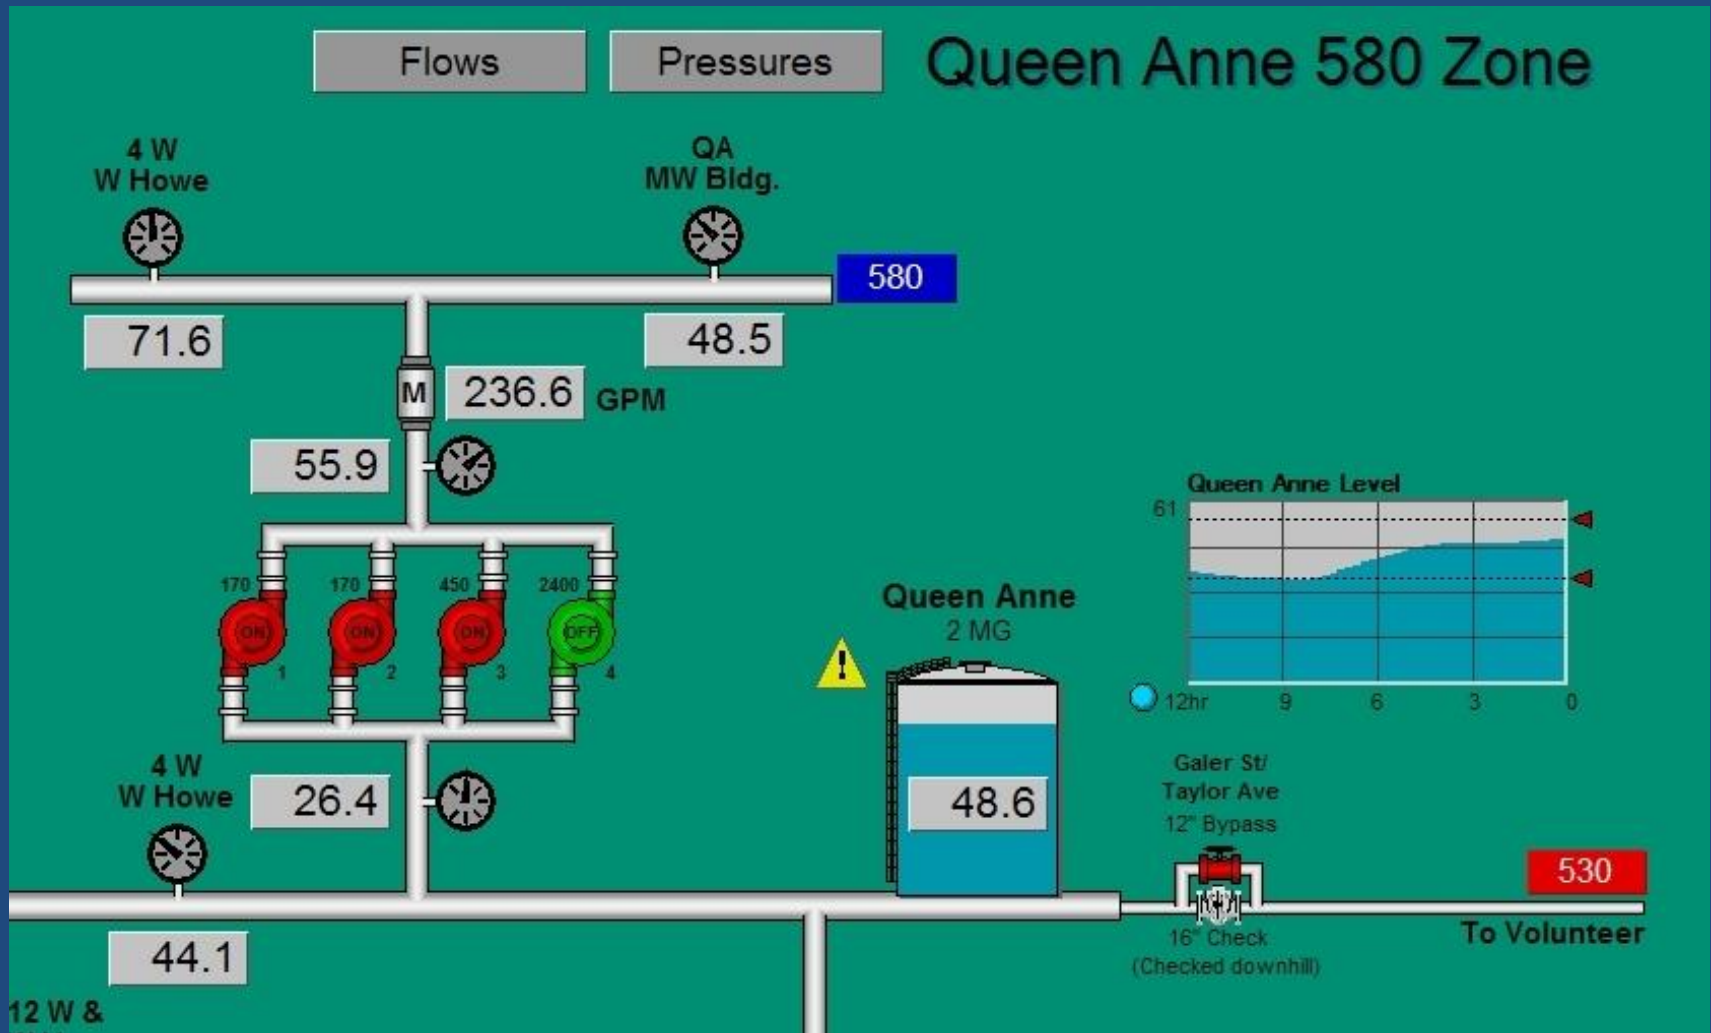 Flows
Pressures
Queen Anne 580 Zone
4 W
W Howe
QA
MW Bldg.
580
71.6
48.5
M
236.6 GPM
55.9
Queen Anne Level
61
170
170
450
2400
ON
ON
ON
OFF
1
2
3
4
Queen Anne
2 MG
12hr
9
6
3
0
4 W
W Howe
26.4
48.6
Galer St/
Taylor Ave
12" Bypass
530
44.1
16" Check
(Checked downhill)
To Volunteer
12 W &